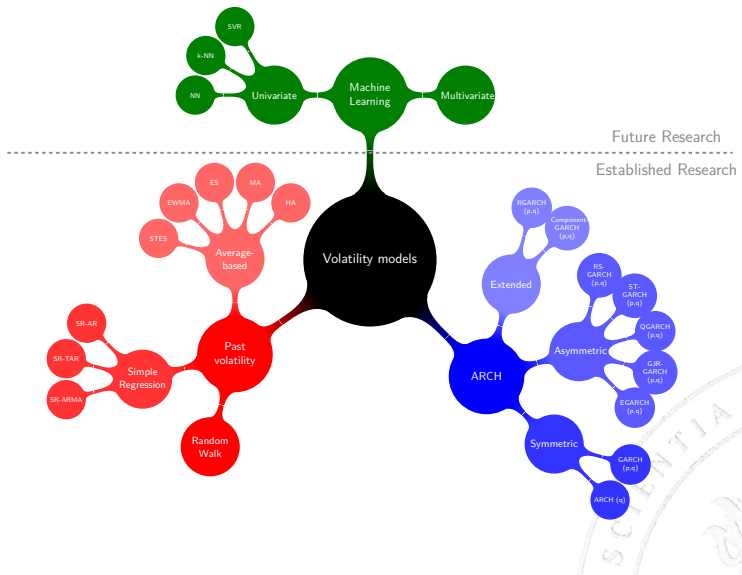 SVR
k-NN
NN
Univariate
Machine
Learning
Multivariate
Future Research
Established Research
ES
MA
EWMA
HA
STES
Average-
based
Volatility models
RGARCH
(p.q)
Component-
GARCH
(p.q)
Extended
RS-
GARCH
(p.q)
ST-
GARCH
(p.q)
QGARCH
(p.q)
GJR-
GARCH
(p.q)
EGARCH
(p.q)
Asymmetric
SR-AR
SR-TAR
SR-ARMA
Simple
Regression
Past
volatility
Random
Walk
ARCH
Symmetric
GARCH
(p.q)
ARCH (q)
SCIENTIA